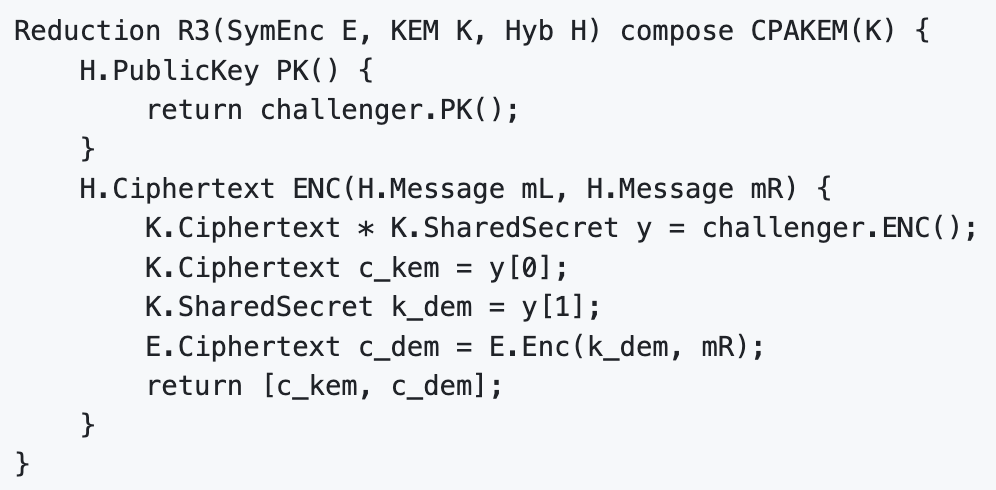 Reduction R3(SymEnc E, KEM K, Hyb H) compose CPAKEM(K) {
    H.PublicKey PK() {
        return challenger.PK();
    }
    H.Ciphertext ENC(H.Message mL, H.Message mR) {
        K.Ciphertext * K.SharedSecret y = challenger.ENC();
        K.Ciphertext c_kem = y[0];
        K.SharedSecret k_dem = y[1];
        E.Ciphertext c_dem = E.Enc(k_dem, mR);
        return [c_kem, c_dem];
    }
}